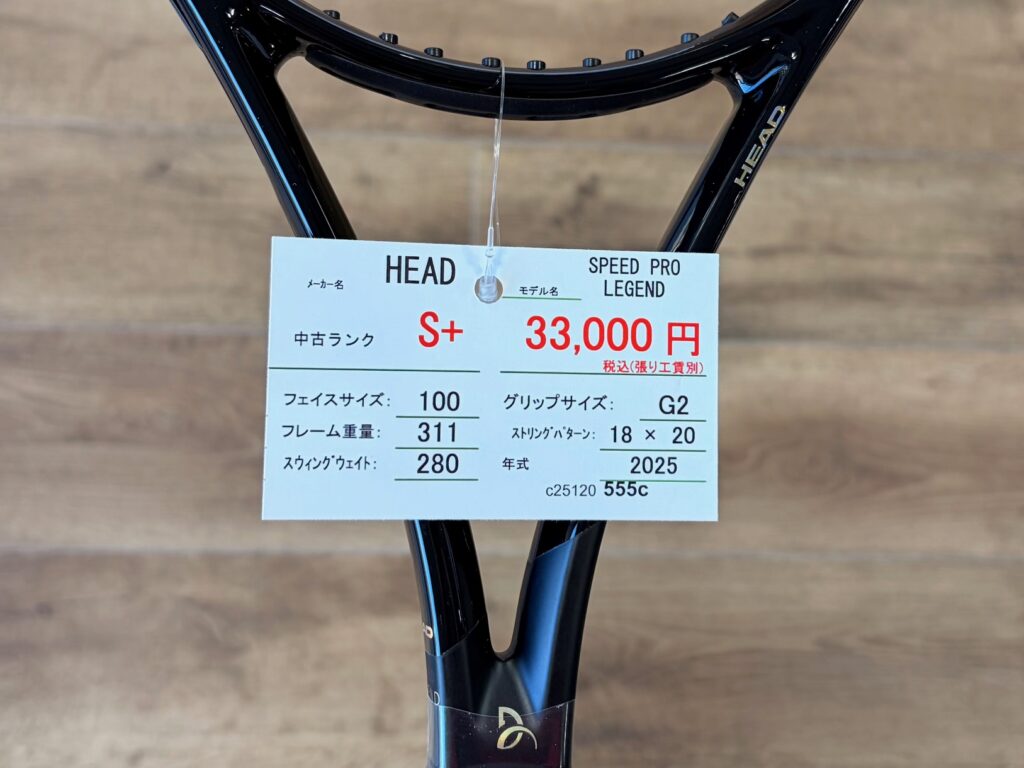 HEAD
メーカー名 HEAD
モデル名 SPEED PRO
LEGEND
中古ランク S+
33,000 円
税込(張り工賃別)
フェイスサイズ: 100
グリップサイズ: G2
フレーム重量: 311
ストリングパターン: 18 × 20
スウィングウェイト: 280
年式 2025
c25120 555c